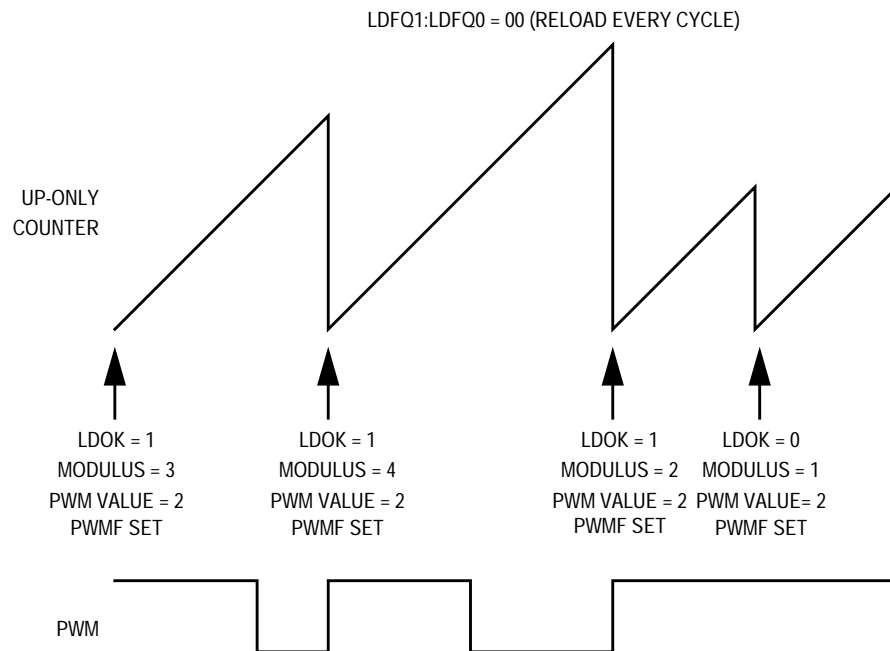 LDFQ1:LDFQ0 = 00 (RELOAD EVERY CYCLE)
UP-ONLY
COUNTER
LDOK = 1
MODULUS = 3
PWM VALUE = 2
PWMF SET
LDOK = 1
MODULUS = 4
PWM VALUE = 2
PWMF SET
LDOK = 1
MODULUS = 2
PWM VALUE = 2
PWMF SET
LDOK = 0
MODULUS = 1
PWM VALUE= 2
PWMF SET
PWM